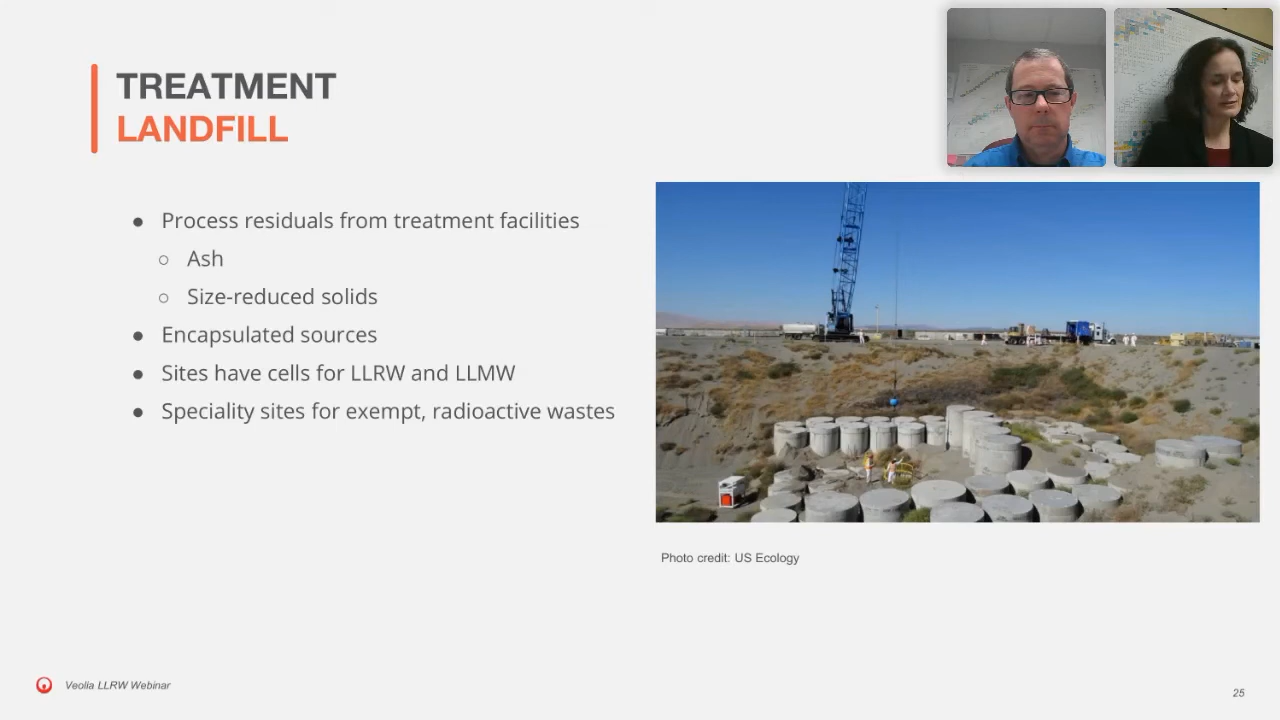 TREATMENT
LANDFILL
● Process residuals from treatment facilities
○ Ash
○ Size-reduced solids
● Encapsulated sources
● Sites have cells for LLRW and LLMW
● Speciality sites for exempt, radioactive wastes
Photo credit: US Ecology
Veolia LLRW Webinar
25